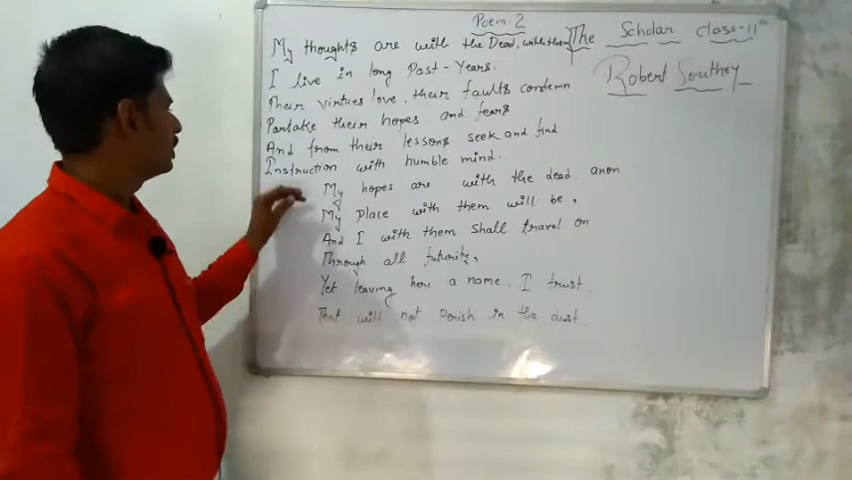 Poem-2
The Scholar Class-11th
Robert Southey
My thoughts are with the Dead, with them
I live in long Past-Years.
Their virtues love, their faults condemn
Partake their hopes and fears
And from their lessons seek and find
Instruction with humble mind.
My hopes are with the dead anon
My place with them will be,
And I with them shall travel on
Through all futurity,
Yet leaving here a name, I trust.
That will not Perish in the dust.